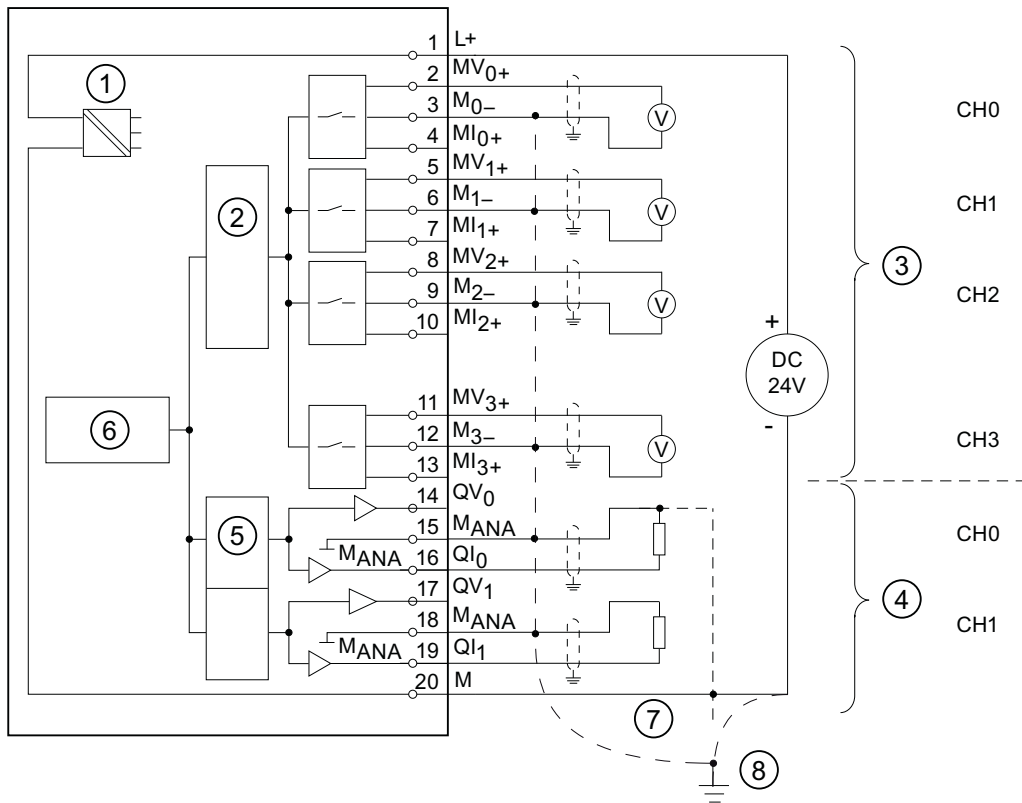 1 L+
2 MV0+
3 M0–
4 MI0+
5 MV1+
6 M1–
7 MI1+
8 MV2+
9 M2–
10 MI2+
11 MV3+
12 M3–
13 MI3+
14 QV0
15 MANA
16 QI0
17 QV1
18 MANA
19 QI1
20 M
MANA
MANA
1
2
6
5
V
V
V
V
+
DC
24V
-
3
4
7
8
CH0
CH1
CH2
CH3
CH0
CH1